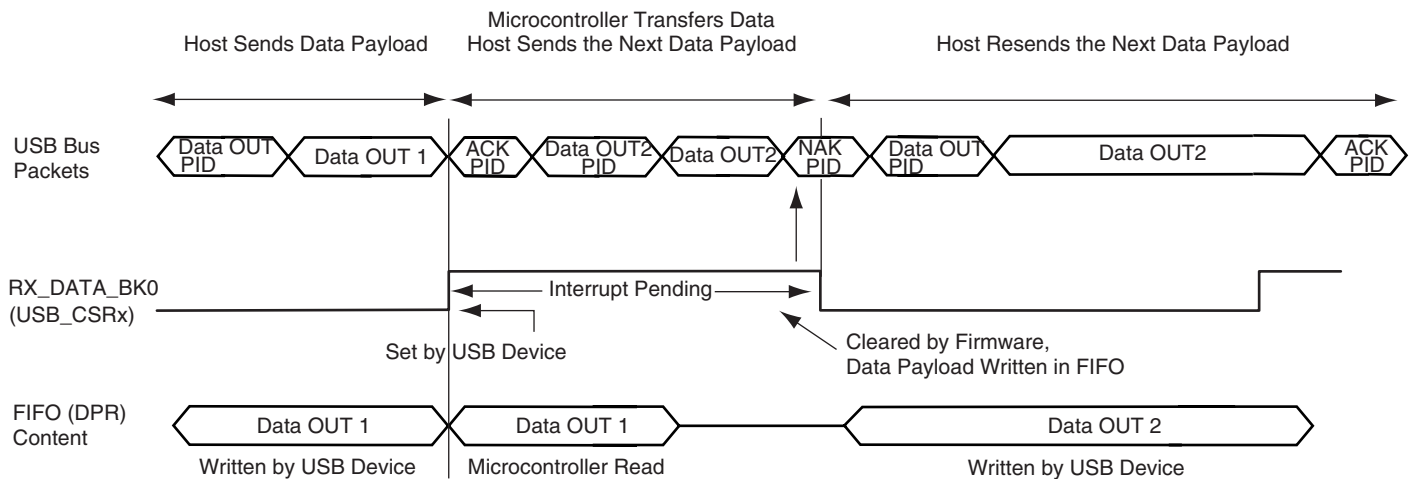 Host Sends Data Payload
Microcontroller Transfers Data
Host Sends the Next Data Payload
Host Resends the Next Data Payload
USB Bus
Packets
Data OUT
PID
Data OUT 1
ACK
PID
Data OUT2
PID
Data OUT2
NAK
PID
Data OUT
PID
Data OUT2
ACK
PID
RX_DATA_BK0
(USB_CSRx)
Interrupt Pending
Set by USB Device
Cleared by Firmware,
Data Payload Written in FIFO
FIFO (DPR)
Content
Data OUT 1
Data OUT 1
Data OUT 2
Written by USB Device
Microcontroller Read
Written by USB Device